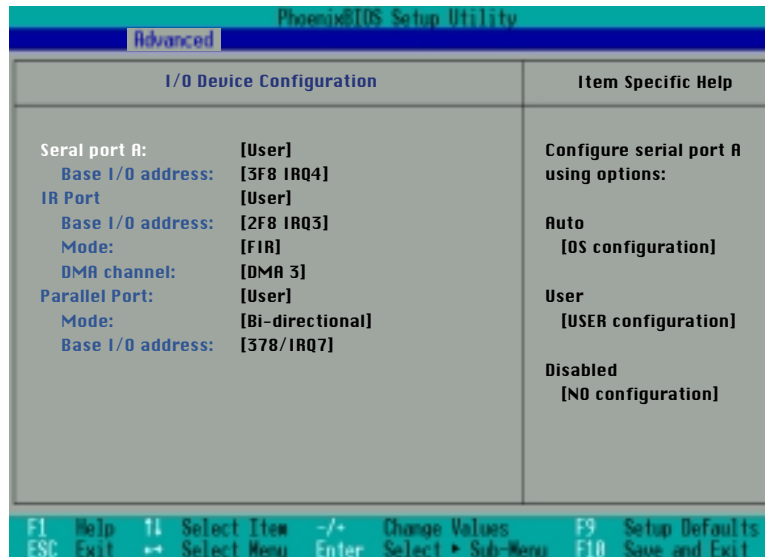 PhoenixBIOS Setup Utility
Advanced
I/O Device Configuration
Item Specific Help
Seral port A: [User]
Base I/O address: [3F8 IRQ4]
IR Port [User]
Base I/O address: [2F8 IRQ3]
Mode: [FIR]
DMA channel: [DMA 3]
Parallel Port: [User]
Mode: [Bi-directional]
Base I/O address: [378/IRQ7]
Configure serial port A
using options:
Auto
[OS configuration]
User
[USER configuration]
Disabled
[NO configuration]
F1 Help ↑↓ Select Item -/+ Change Values F9 Setup Defaults
ESC Exit ←→ Select Menu Enter Select ▸ Sub-Menu F10 Save and Exit